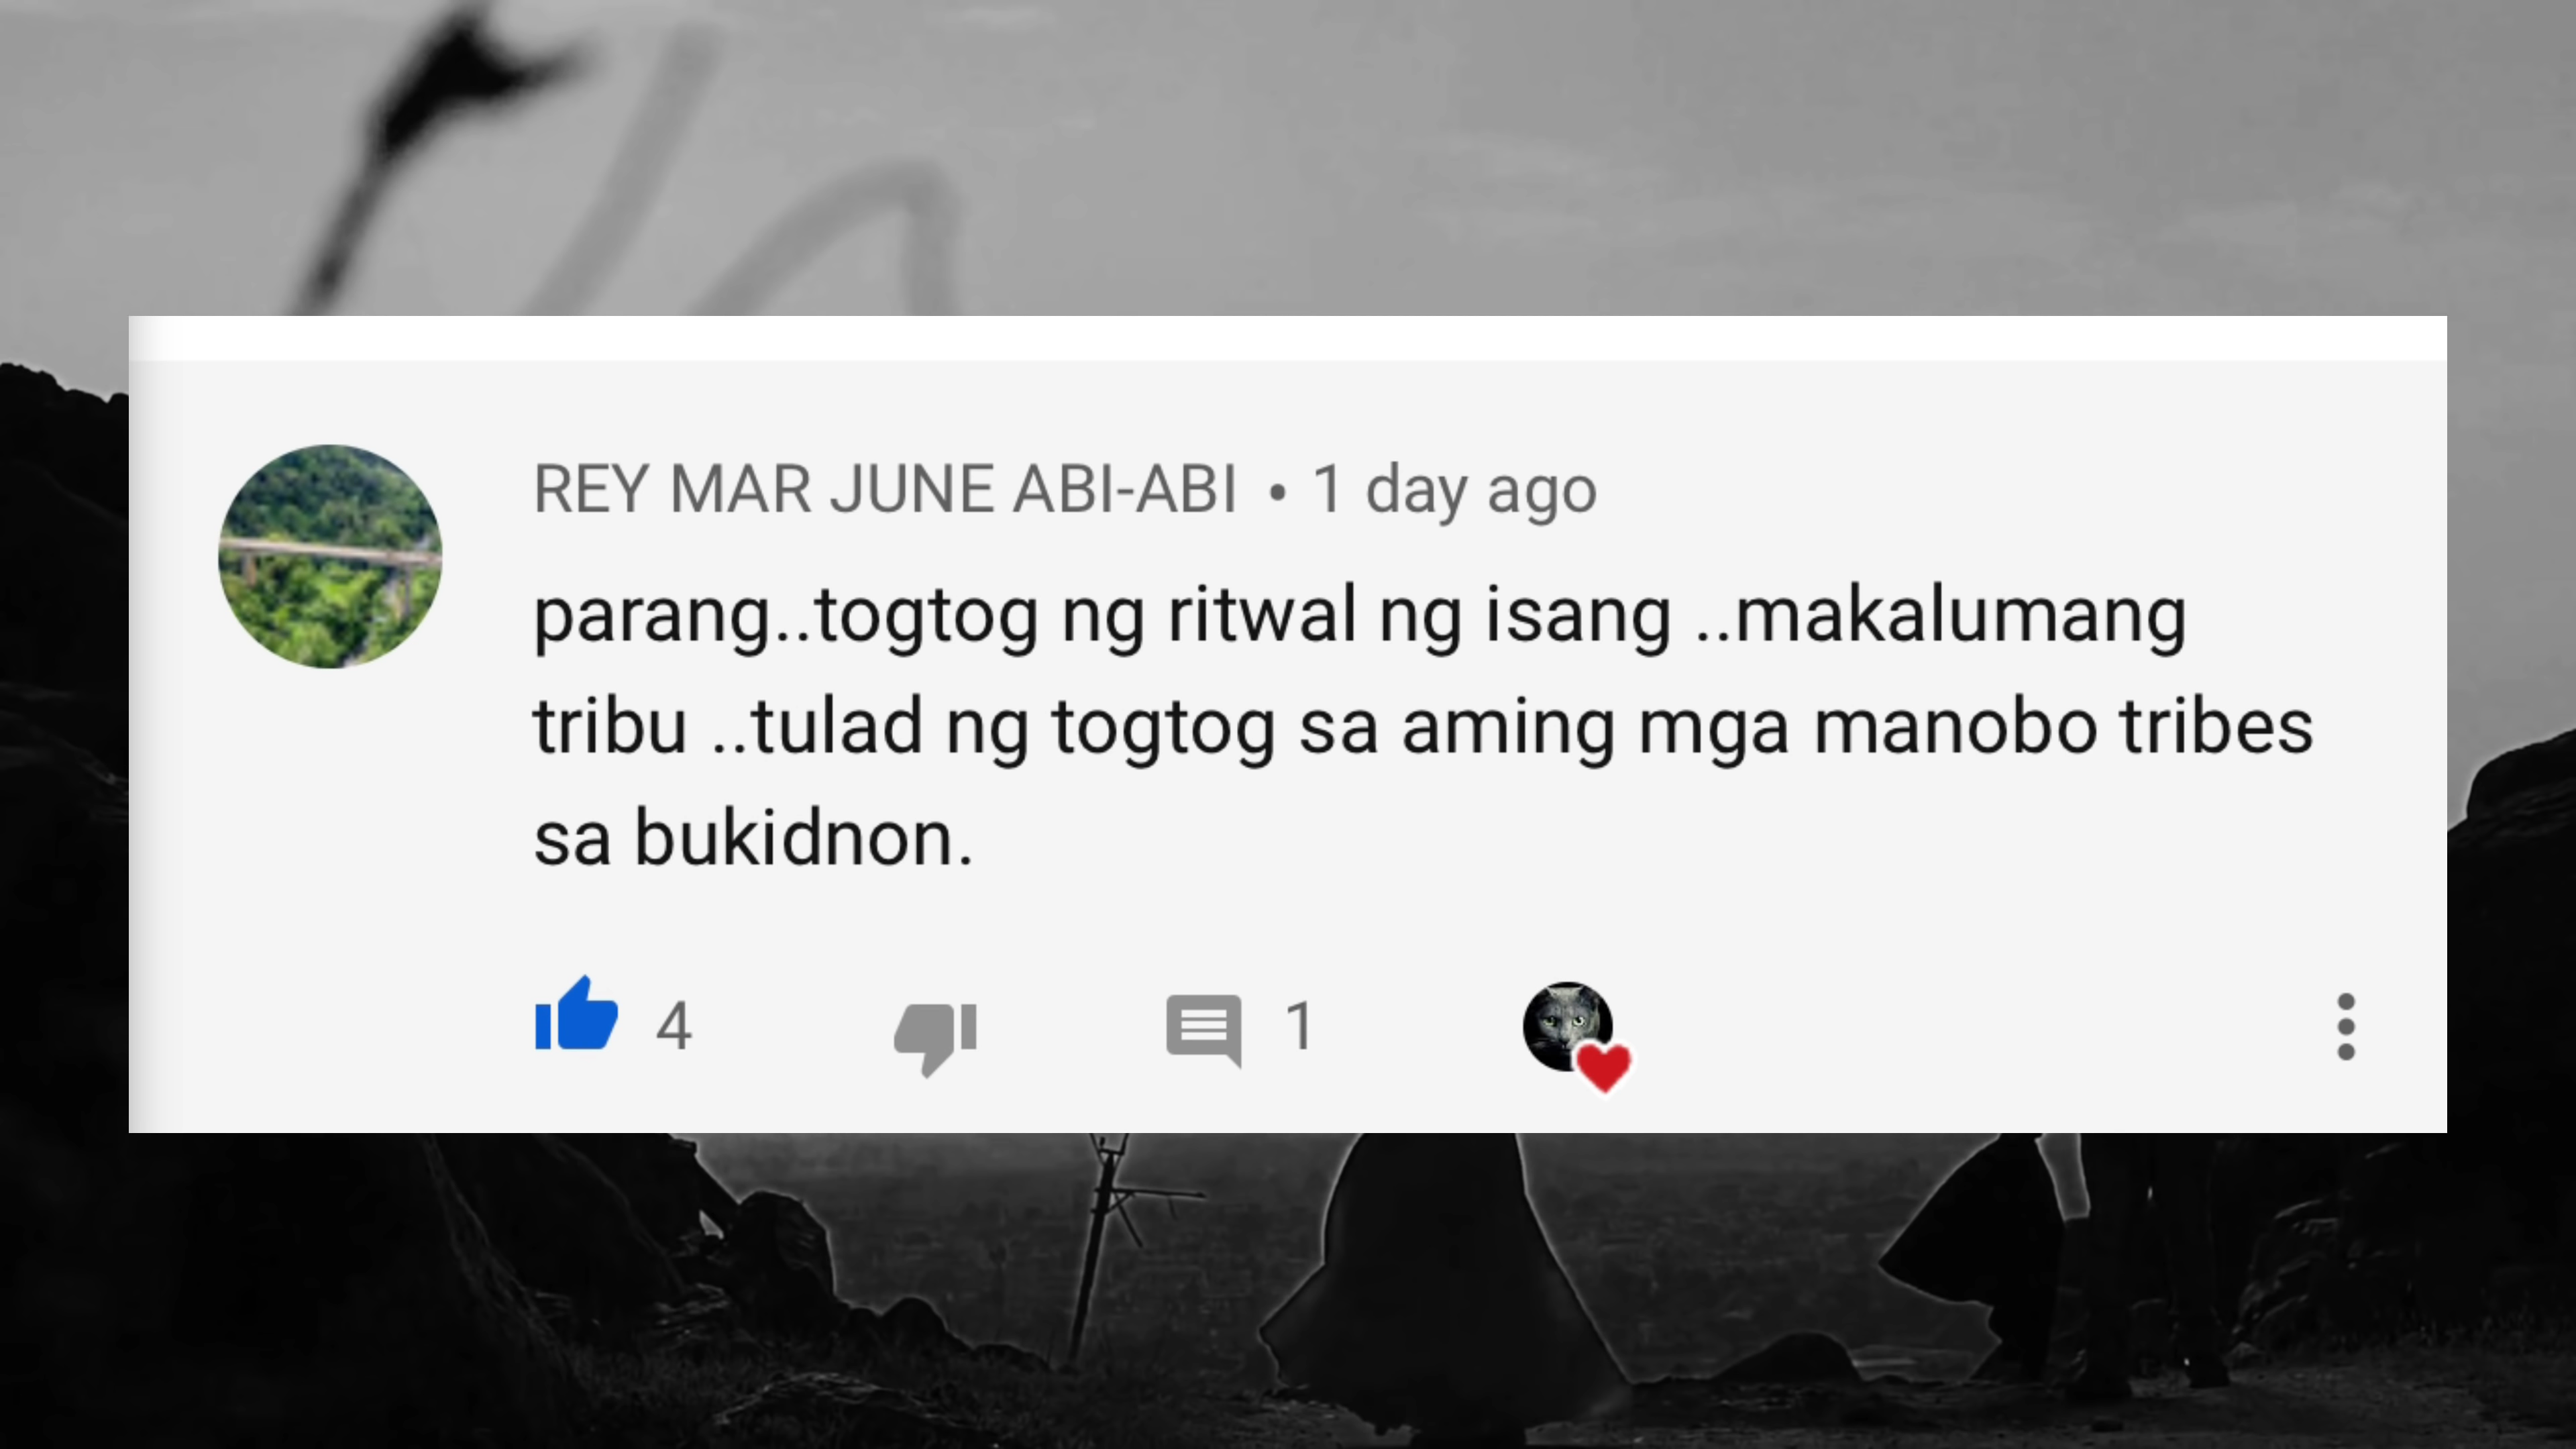 REY MAR JUNE ABI-ABI • 1 day ago
parang..togtog ng ritwal ng isang ..makalumang
tribu ..tulad ng togtog sa aming mga manobo tribes
sa bukidnon.
4 1